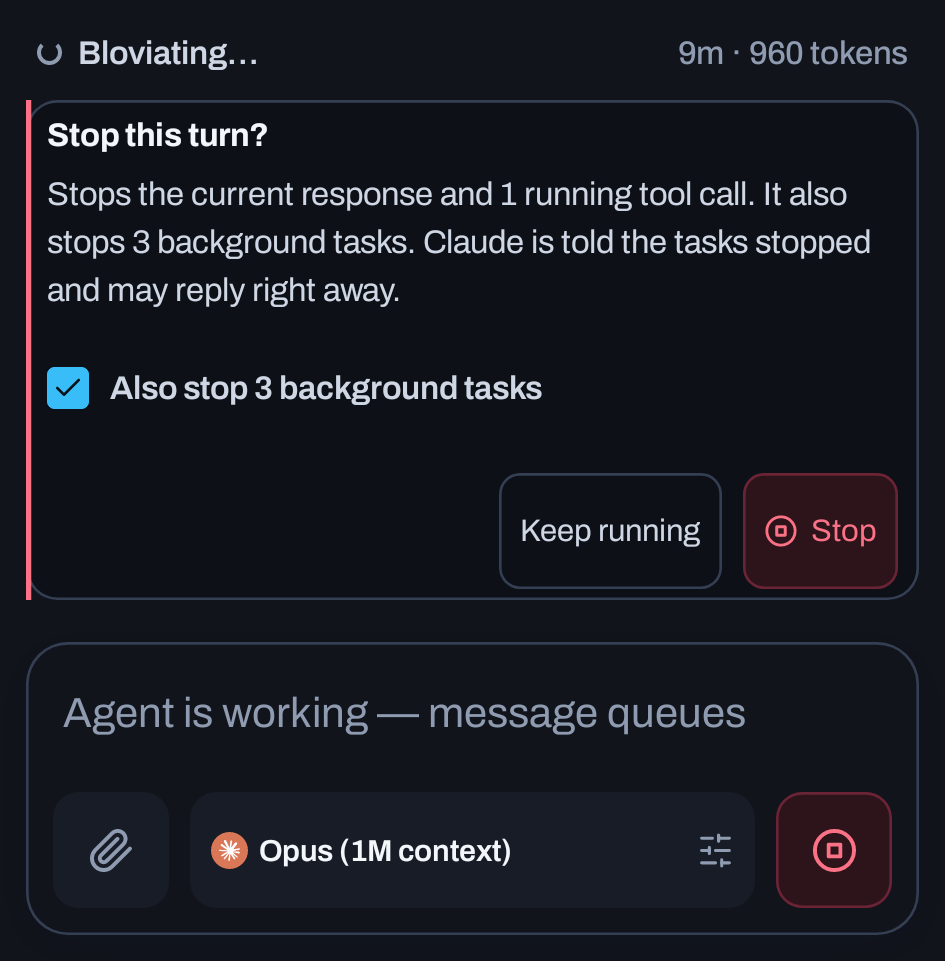 Bloviating...
9m · 960 tokens
Stop this turn?
Stops the current response and 1 running tool call. It also
stops 3 background tasks. Claude is told the tasks stopped
and may reply right away.
Also stop 3 background tasks
Keep running
Stop
Agent is working — message queues
Opus (1M context)